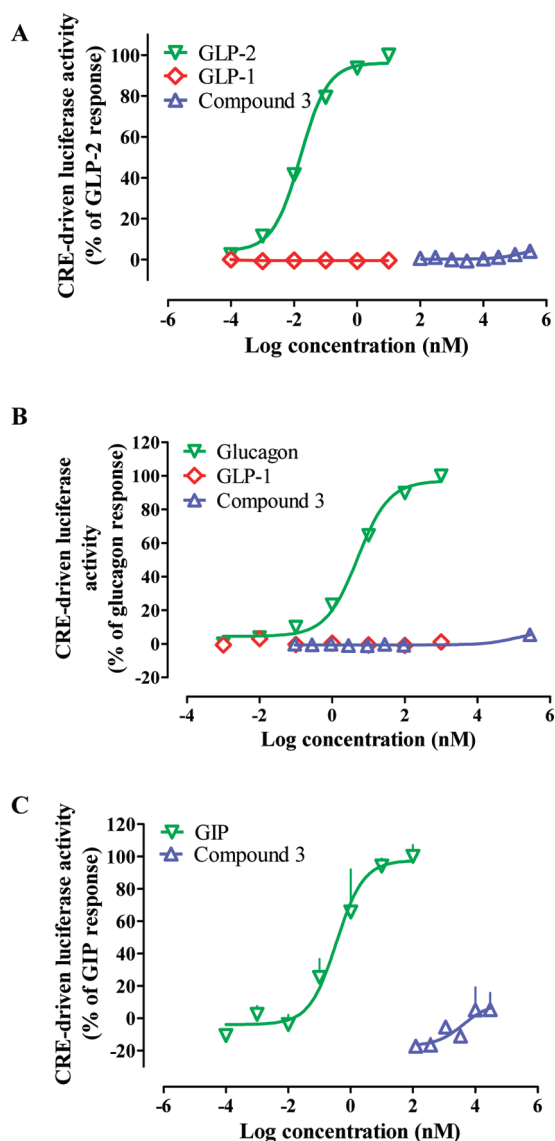 A
CRE-driven luciferase activity
(% of GLP-2 response)
100
80
60
40
20
0
GLP-2
GLP-1
Compound 3
-6
-4
-2
0
2
4
6
Log concentration (nM)
B
CRE-driven luciferase
activity
(% of glucagon response)
120
100
80
60
40
20
0
-20
Glucagon
GLP-1
Compound 3
-4
-2
0
2
4
6
Log concentration (nM)
C
CRE-driven luciferase activity
(% of GIP response)
120
100
80
60
40
20
0
-20
GIP
Compound 3
-6
-4
-2
0
2
4
6
Log concentration (nM)